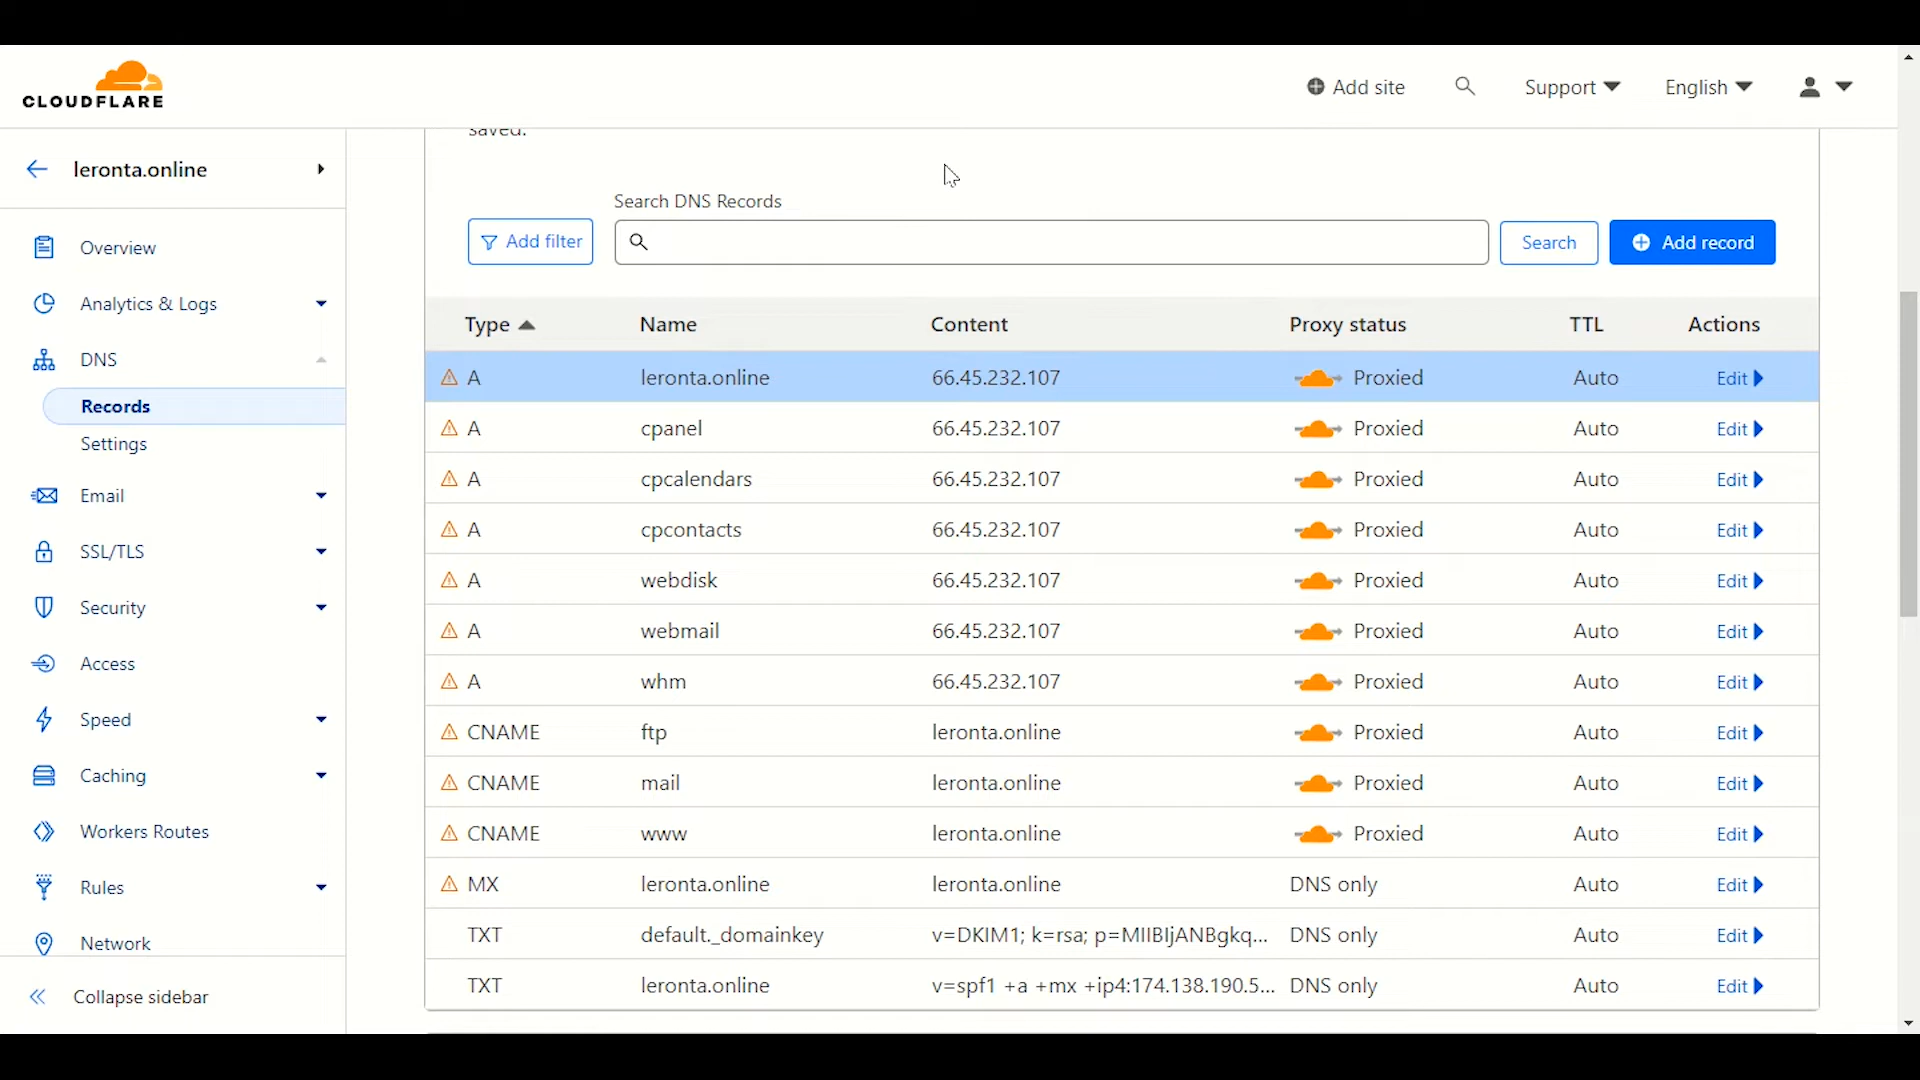 CLOUDFLARE
Add site
Support
English
leronta.online
Overview
Analytics & Logs
DNS
Records
Settings
Email
SSL/TLS
Security
Access
Speed
Caching
Workers Routes
Rules
Network
Collapse sidebar
saved.
Search DNS Records
Add filter
Search
Add record
Type Name Content Proxy status TTL Actions
A leronta.online 66.45.232.107 Proxied Auto Edit
A cpanel 66.45.232.107 Proxied Auto Edit
A cpcalendars 66.45.232.107 Proxied Auto Edit
A cpcontacts 66.45.232.107 Proxied Auto Edit
A webdisk 66.45.232.107 Proxied Auto Edit
A webmail 66.45.232.107 Proxied Auto Edit
A whm 66.45.232.107 Proxied Auto Edit
CNAME ftp leronta.online Proxied Auto Edit
CNAME mail leronta.online Proxied Auto Edit
CNAME www leronta.online Proxied Auto Edit
MX leronta.online leronta.online DNS only Auto Edit
TXT default._domainkey v=DKIM1; k=rsa; p=MIIBIjANBgkq... DNS only Auto Edit
TXT leronta.online v=spf1 +a +mx +ip4:174.138.190.5... DNS only Auto Edit